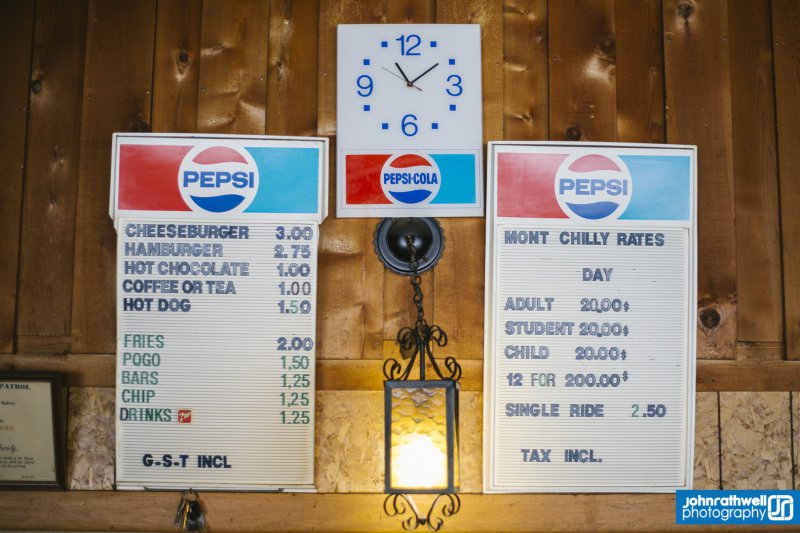 12
9 3
6
PEPSI-COLA
PEPSI
CHEESEBURGER 3.00
HAMBURGER 2.75
HOT CHOCOLATE 1.00
COFFEE OR TEA 1.00
HOT DOG 1.50
FRIES 2.00
POGO 1,50
BARS 1,25
CHIP 1,25
DRINKS 7up 1.25
G-S-T INCL
PEPSI
MONT CHILLY RATES
DAY
ADULT 20.00$
STUDENT 20.00$
CHILD 20.00$
12 FOR 200.00$
SINGLE RIDE 2.50
TAX INCL.
PATROL
johnrathwell
photography